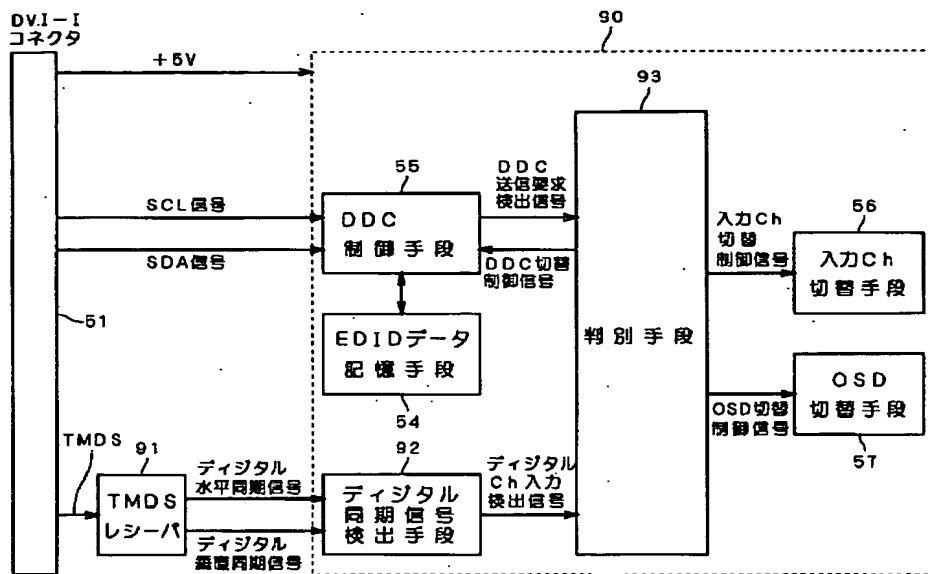 DV.I-I
コネクタ
+5V
90
93
55
DDC
制御手段
SCL信号
SDA信号
DDC
送信要求
検出信号
DDC切替
制御信号
入力Ch
切替
制御信号
56
入力Ch
切替手段
51
EDIDデータ
記憶手段
54
判別手段
OSD
切替手段
57
OSD切替
制御信号
TMDS
91
TMDS
レシーバ
ディジタル
水平同期信号
ディジタル
垂直同期信号
92
ディジタル
同期信号
検出手段
ディジタル
Ch入力
検出信号